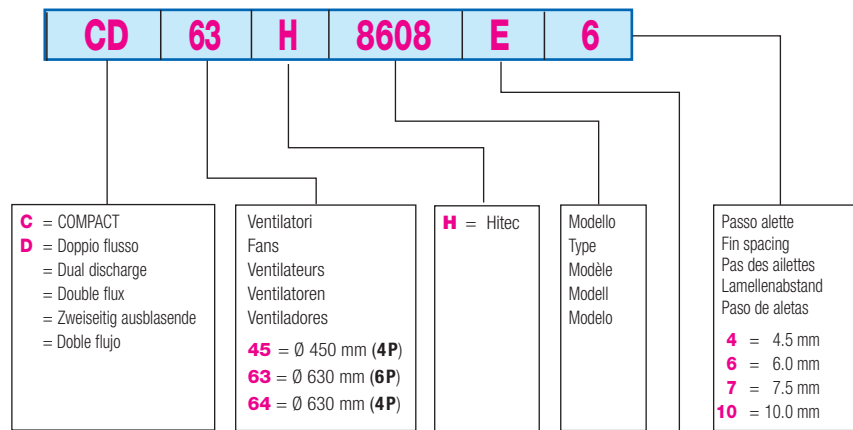 CD 63 H 8608 E 6
C = COMPACT
D = Doppio flusso
= Dual discharge
= Double flux
= Zweiseitig ausblasende
= Doble flujo
Ventilatori
Fans
Ventilateurs
Ventilatoren
Ventiladores
45 = Ø 450 mm (4P)
63 = Ø 630 mm (6P)
64 = Ø 630 mm (4P)
H = Hitec
Modello
Type
Modèle
Modell
Modelo
Passo alette
Fin spacing
Pas des ailettes
Lamellenabstand
Paso de aletas
4 = 4.5 mm
6 = 6.0 mm
7 = 7.5 mm
10 = 10.0 mm